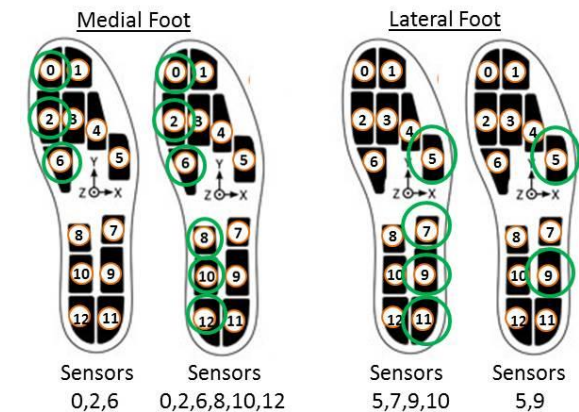 Medial Foot
Lateral Foot
0 1 0 1 0 1 0 1
2 3 4 2 3 4 2 3 4 2 3 4
6 5 6 5 6 5 6 5
Y Y Y Y
Z X Z X Z X Z X
8 7 8 7 8 7 8 7
10 9 10 9 10 9 10 9
12 11 12 11 12 11 12 11
Sensors Sensors Sensors Sensors
0,2,6 0,2,6,8,10,12 5,7,9,10 5,9